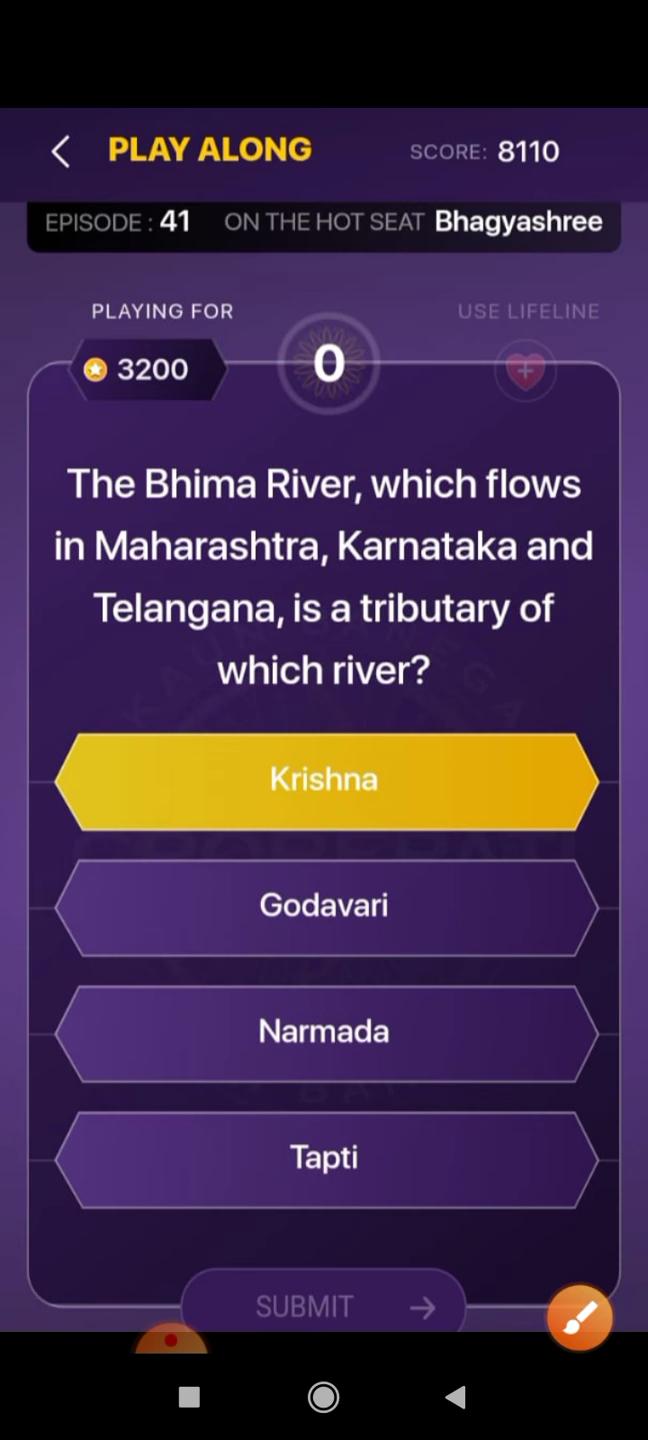 PLAY ALONG SCORE: 8110
EPISODE : 41 ON THE HOT SEAT Bhagyashree
PLAYING FOR USE LIFELINE
3200 0
The Bhima River, which flows
in Maharashtra, Karnataka and
Telangana, is a tributary of
which river?
Krishna
Godavari
Narmada
Tapti
SUBMIT